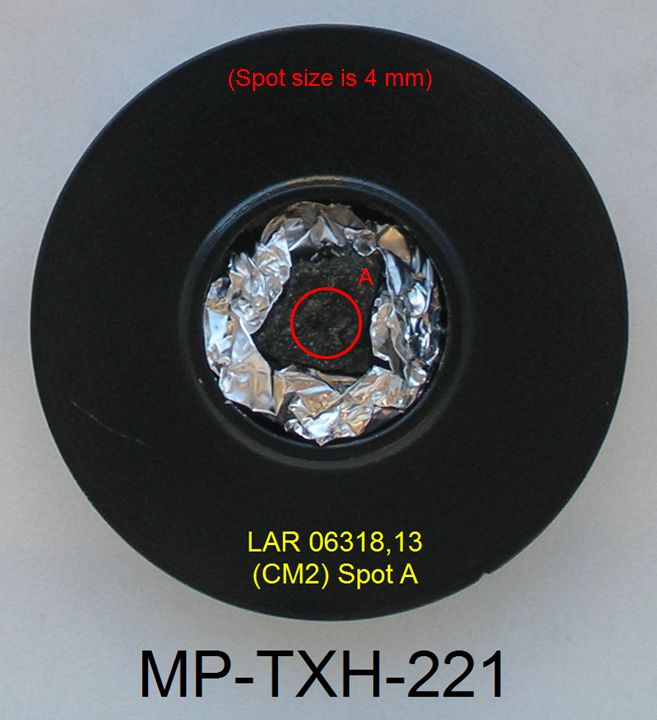 (Spot size is 4 mm)
A
LAR 06318,13
(CM2) Spot A
MP-TXH-221